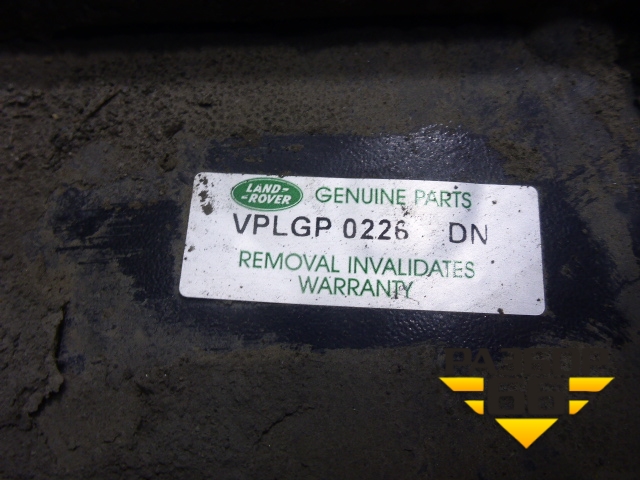 LAND-
-ROVER
GENUINE PARTS
VPLGP 0226 DN
REMOVAL INVALIDATES
WARRANTY